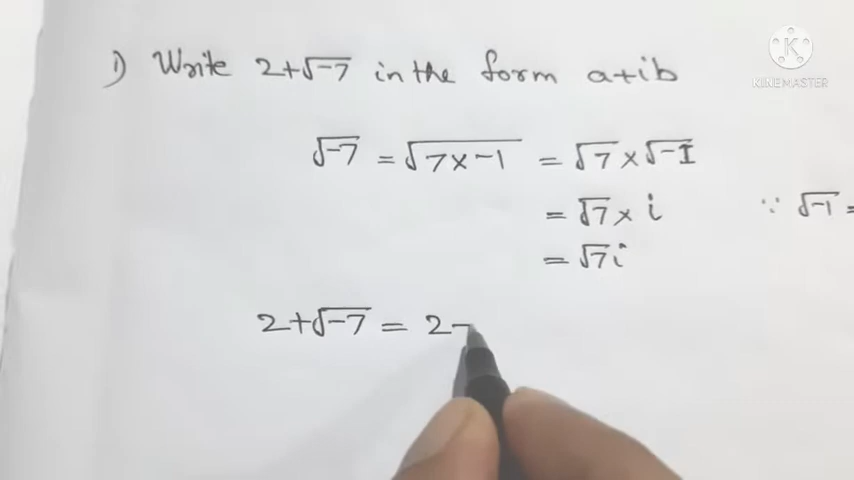 1) Write 2+√-7 in the form a+ib
√-7 = √7×-1 = √7 × √-1
= √7 × i ∵ √-1 =
= √7i
2+√-7 = 2
K
KINEMASTER